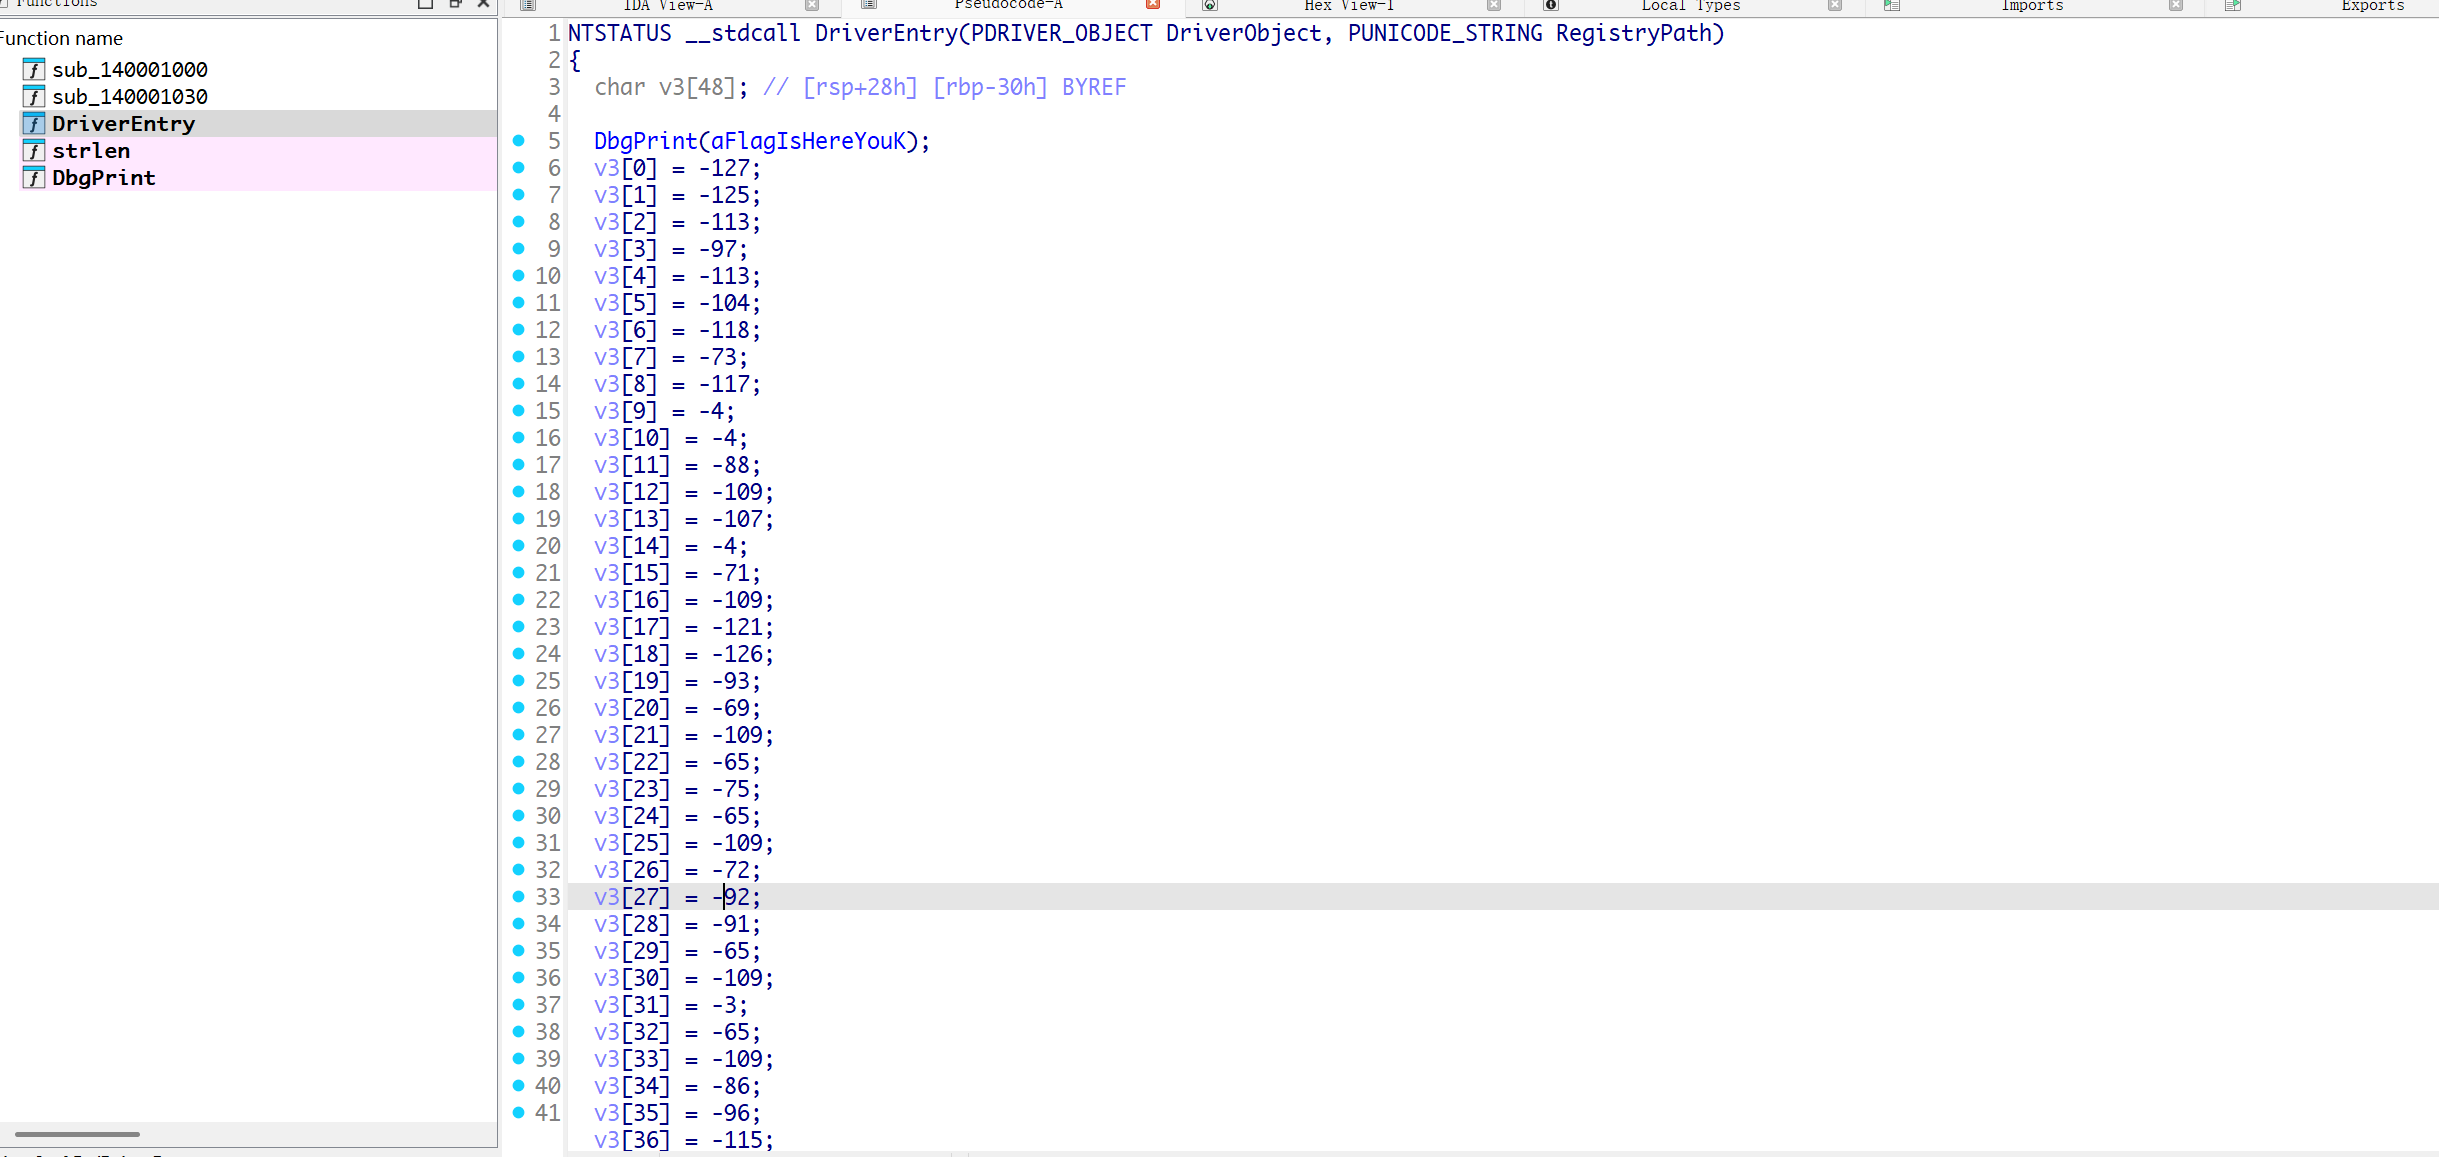 Functions
Function name
sub_140001000
sub_140001030
DriverEntry
strlen
DbgPrint
IDA View-A
Pseudocode-A
Hex View-1
Local Types
Imports
Exports
1 NTSTATUS __stdcall DriverEntry(PDRIVER_OBJECT DriverObject, PUNICODE_STRING RegistryPath)
2 {
3 char v3[48]; // [rsp+28h] [rbp-30h] BYREF
4
5 DbgPrint(aFlagIsHereYouK);
6 v3[0] = -127;
7 v3[1] = -125;
8 v3[2] = -113;
9 v3[3] = -97;
10 v3[4] = -113;
11 v3[5] = -104;
12 v3[6] = -118;
13 v3[7] = -73;
14 v3[8] = -117;
15 v3[9] = -4;
16 v3[10] = -4;
17 v3[11] = -88;
18 v3[12] = -109;
19 v3[13] = -107;
20 v3[14] = -4;
21 v3[15] = -71;
22 v3[16] = -109;
23 v3[17] = -121;
24 v3[18] = -126;
25 v3[19] = -93;
26 v3[20] = -69;
27 v3[21] = -109;
28 v3[22] = -65;
29 v3[23] = -75;
30 v3[24] = -65;
31 v3[25] = -109;
32 v3[26] = -72;
33 v3[27] = -92;
34 v3[28] = -91;
35 v3[29] = -65;
36 v3[30] = -109;
37 v3[31] = -3;
38 v3[32] = -65;
39 v3[33] = -109;
40 v3[34] = -86;
41 v3[35] = -96;
v3[36] = -115;